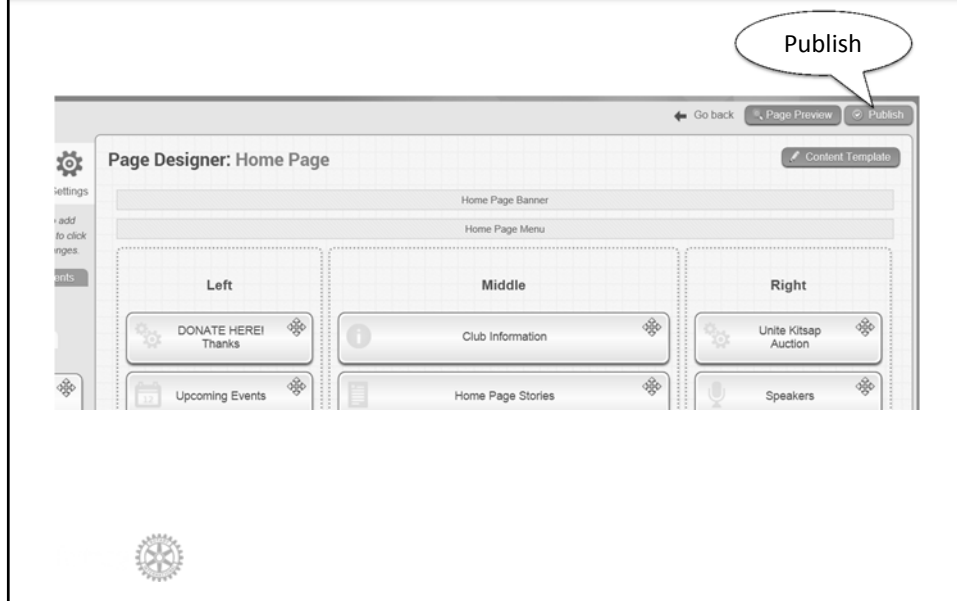 Publish
Go back
Page Preview
Publish
Page Designer: Home Page
Content Template
Settings
add
to click
Home Page Banner
Home Page Menu
Left
Middle
Right
DONATE HERE!
Thanks
Club Information
Unite Kitsap
Auction
12
Upcoming Events
Home Page Stories
Speakers